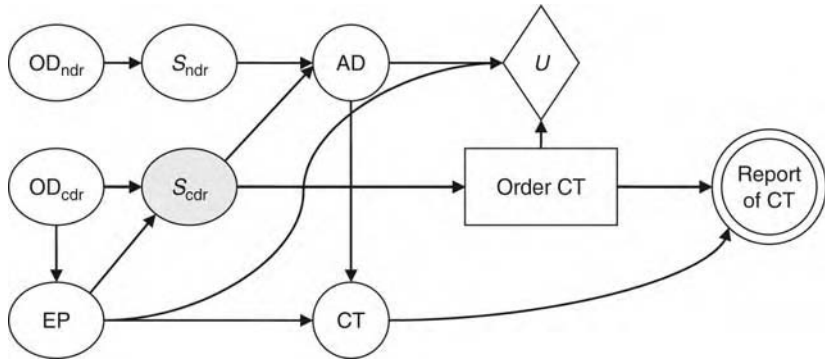 OD_ndr
S_ndr
AD
U
OD_cdr
S_cdr
Order CT
Report
of CT
EP
CT